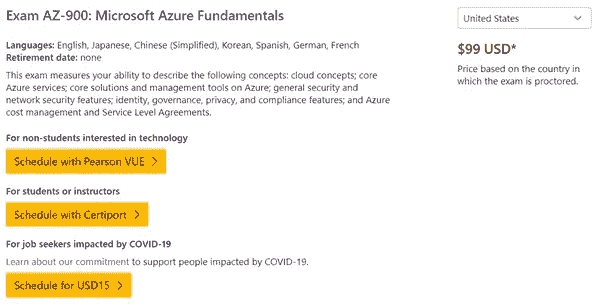 Exam AZ-900: Microsoft Azure Fundamentals
United States
Languages: English, Japanese, Chinese (Simplified), Korean, Spanish, German, French
Retirement date: none
$99 USD*
Price based on the country in
which the exam is proctored.
This exam measures your ability to describe the following concepts: cloud concepts; core
Azure services; core solutions and management tools on Azure; general security and
network security features; identity, governance, privacy, and compliance features; and Azure
cost management and Service Level Agreements.
For non-students interested in technology
Schedule with Pearson VUE >
For students or instructors
Schedule with Certiport >
For job seekers impacted by COVID-19
Learn about our commitment to support people impacted by COVID-19.
Schedule for USD15 >